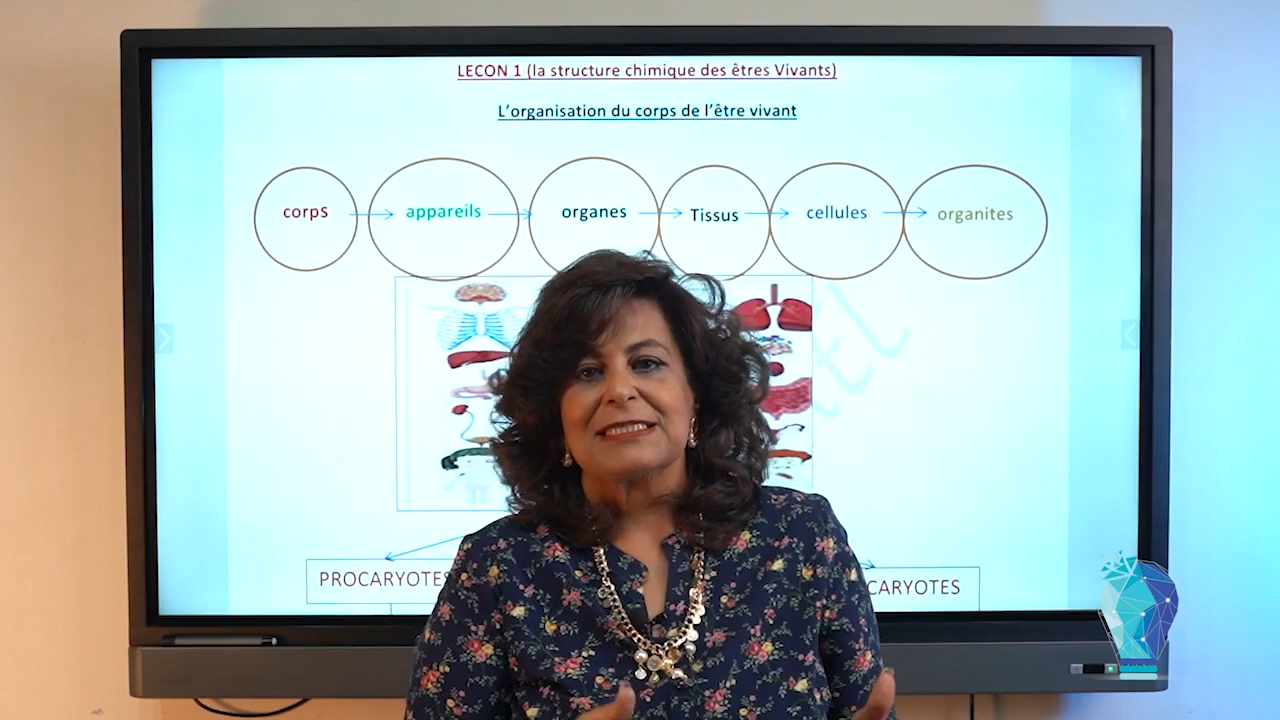 LECON 1 (la structure chimique des êtres Vivants)
L'organisation du corps de l'être vivant
corps appareils organes Tissus cellules organites
PROCARYOTES CARYOTES